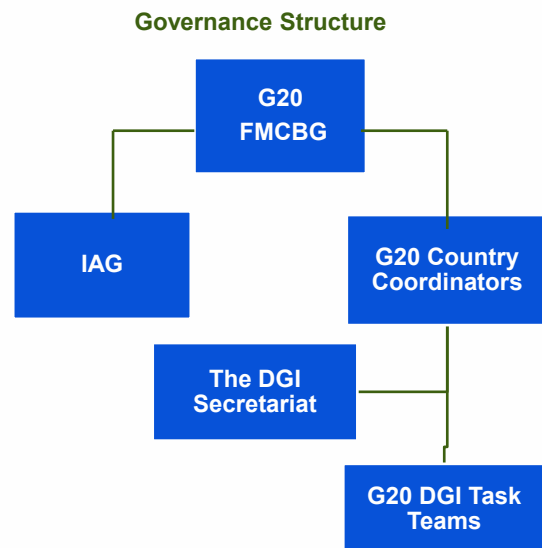 Governance Structure
G20
FMCBG
IAG
G20 Country
Coordinators
The DGI
Secretariat
G20 DGI Task
Teams